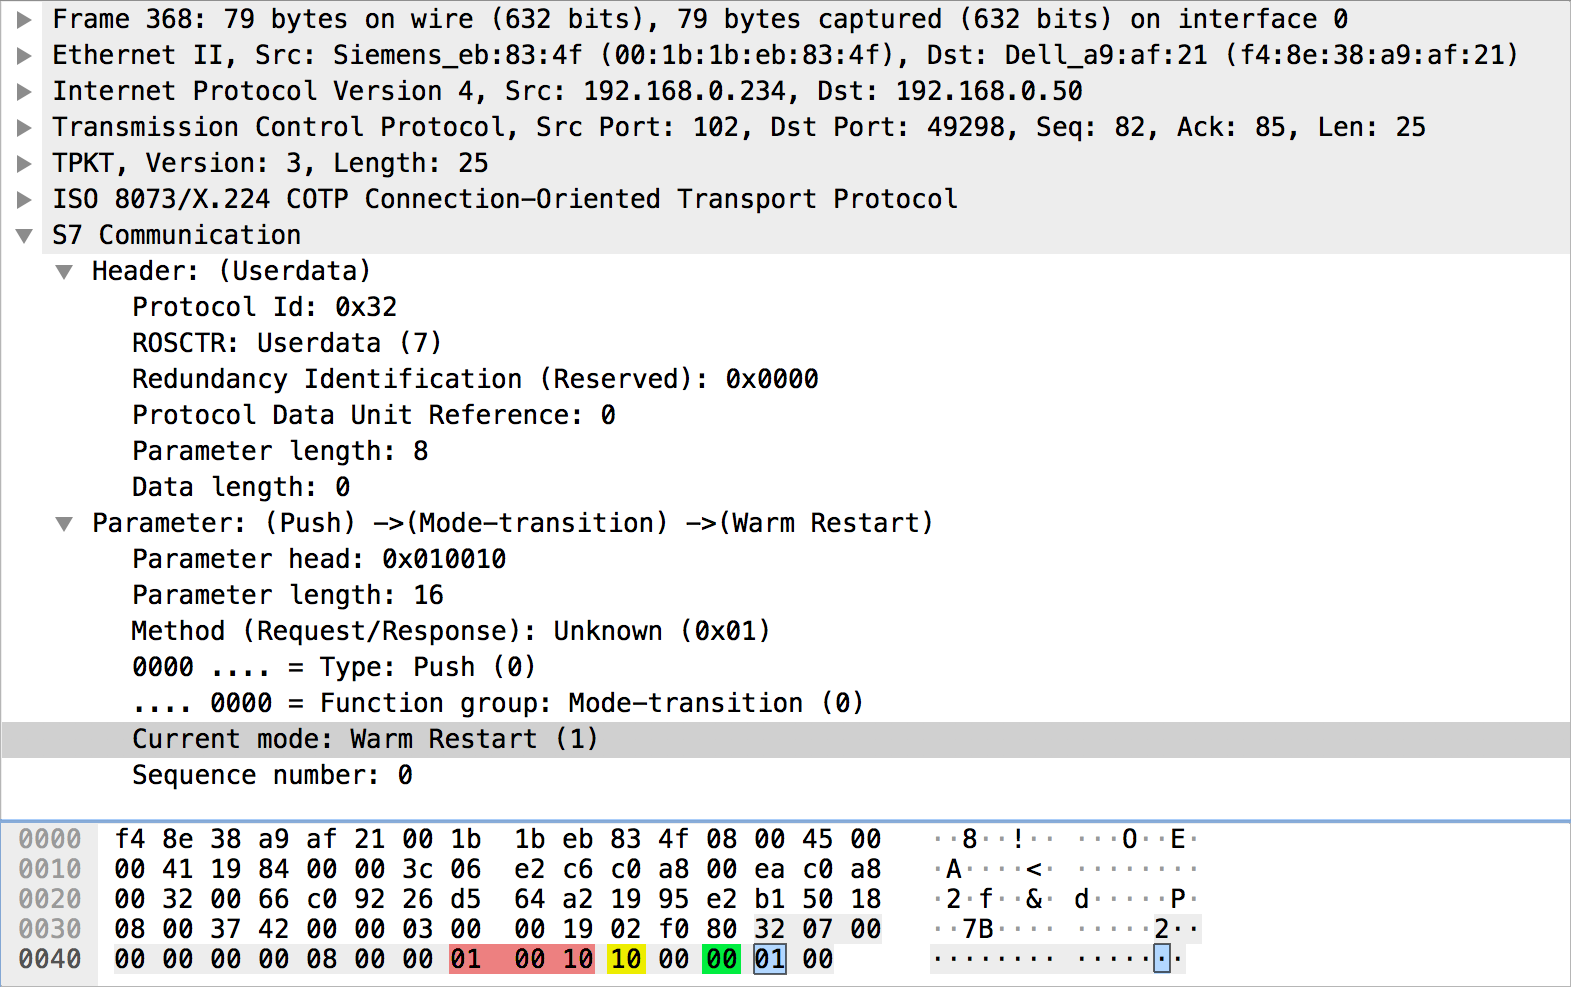 Frame 368: 79 bytes on wire (632 bits), 79 bytes captured (632 bits) on interface 0
Ethernet II, Src: Siemens_eb:83:4f (00:1b:1b:eb:83:4f), Dst: Dell_a9:af:21 (f4:8e:38:a9:af:21)
Internet Protocol Version 4, Src: 192.168.0.234, Dst: 192.168.0.50
Transmission Control Protocol, Src Port: 102, Dst Port: 49298, Seq: 82, Ack: 85, Len: 25
TPKT, Version: 3, Length: 25
ISO 8073/X.224 COTP Connection-Oriented Transport Protocol
S7 Communication
Header: (Userdata)
Protocol Id: 0x32
ROSCTR: Userdata (7)
Redundancy Identification (Reserved): 0x0000
Protocol Data Unit Reference: 0
Parameter length: 8
Data length: 0
Parameter: (Push) ->(Mode-transition) ->(Warm Restart)
Parameter head: 0x010010
Parameter length: 16
Method (Request/Response): Unknown (0x01)
0000 .... = Type: Push (0)
.... 0000 = Function group: Mode-transition (0)
Current mode: Warm Restart (1)
Sequence number: 0
0000 f4 8e 38 a9 af 21 00 1b 1b eb 83 4f 08 00 45 00 ··8··!·· ···O··E·
0010 00 41 19 84 00 00 3c 06 e2 c6 c0 a8 00 ea c0 a8 ·A····<· ········
0020 00 32 00 66 c0 92 26 d5 64 a2 19 95 e2 b1 50 18 ·2·f··&· d·····P·
0030 08 00 37 42 00 00 03 00 00 19 02 f0 80 32 07 00 ··7B···· ·····2··
0040 00 00 00 00 08 00 00 01 00 10 10 00 00 01 00 ········ ·······